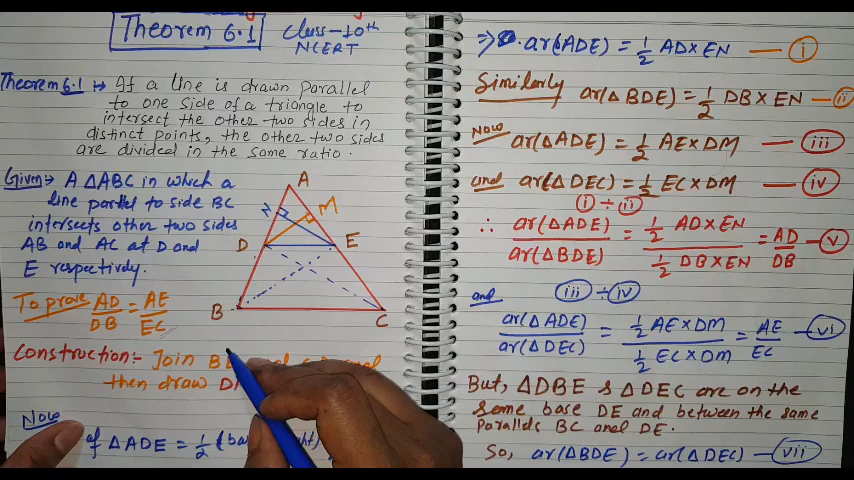 Theorem 6.1
Class-10th
NCERT
Theorem 6.1 :→ If a line is drawn parallel
to one side of a triangle to
intersect the other two sides in
distinct points, the other two sides
are divided in the same ratio.
Given :→ A ΔABC in which a
line parallel to side BC
intersects other two sides
AB and AC at D and
E respectively.
A
N
M
D
E
B
C
To prove AD/DB = AE/EC
Construction:- Join B
then draw D
Now
of ΔADE = 1/2 (
⇒ ar(ADE) = 1/2 AD×EN — (i)
Similarly ar(ΔBDE) = 1/2 DB×EN — (ii)
Now ar(ΔADE) = 1/2 AE×DM — (iii)
and ar(ΔDEC) = 1/2 EC×DM — (iv)
(i) ÷ (ii)
∴ ar(ΔADE)/ar(ΔBDE) = 1/2 AD×EN / 1/2 DB×EN = AD/DB — (v)
and (iii) ÷ (iv)
ar(ΔADE)/ar(ΔDEC) = 1/2 AE×DM / 1/2 EC×DM = AE/EC — (vi)
But, ΔDBE & ΔDEC are on the
same base DE and between the same
Parallels BC and DE.
So, ar(ΔBDE) = ar(ΔDEC) — (vii)